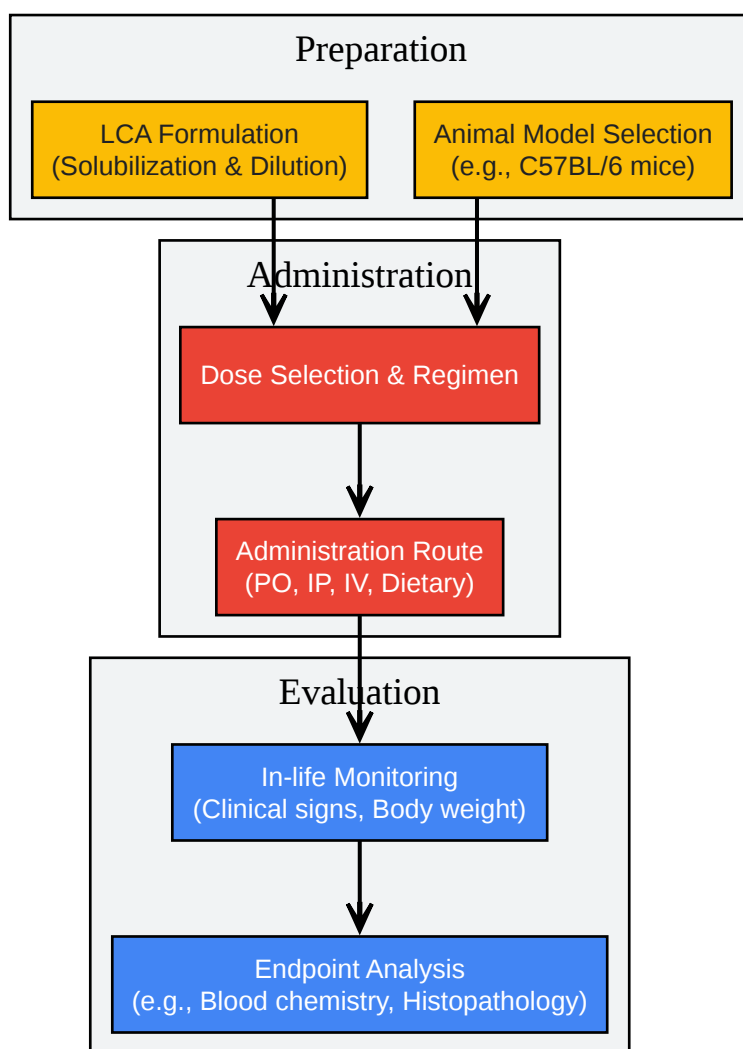 Preparation
LCA Formulation
(Solubilization & Dilution)
Animal Model Selection
(e.g., C57BL/6 mice)
Administration
Dose Selection & Regimen
Administration Route
(PO, IP, IV, Dietary)
Evaluation
In-life Monitoring
(Clinical signs, Body weight)
Endpoint Analysis
(e.g., Blood chemistry, Histopathology)